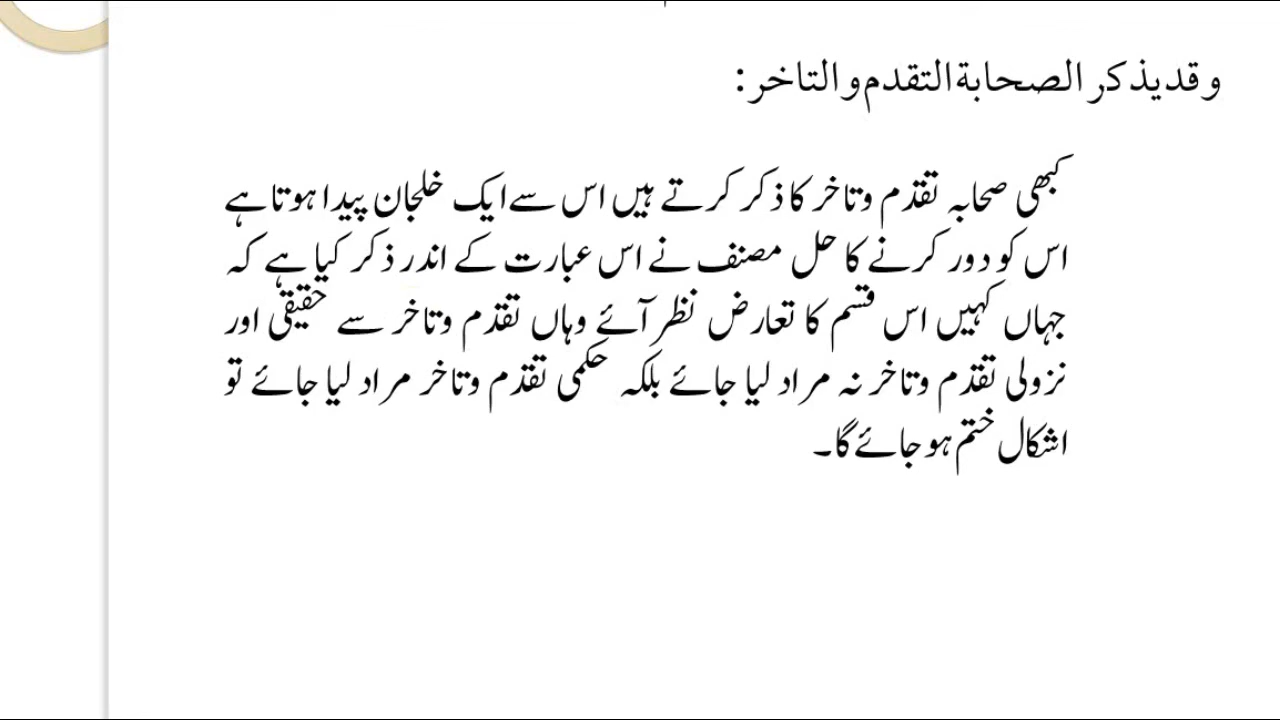 وقد يذكر الصحابة التقدم والتاخر:
کبھی صحابہ تقدم وتاخر کا ذکر کرتے ہیں اس سے ایک خلجان پیدا ہوتا ہے
اس کو دور کرنے کا حل مصنف نے اس عبارت کے اندر ذکر کیا ہے کہ
جہاں کہیں اس قسم کا تعارض نظر آئے وہاں تقدم وتاخر سے حقیقی اور
نزولی تقدم وتاخر نہ مراد لیا جائے بلکہ حکمی تقدم وتاخر مراد لیا جائے تو
اشکال ختم ہو جائے گا۔